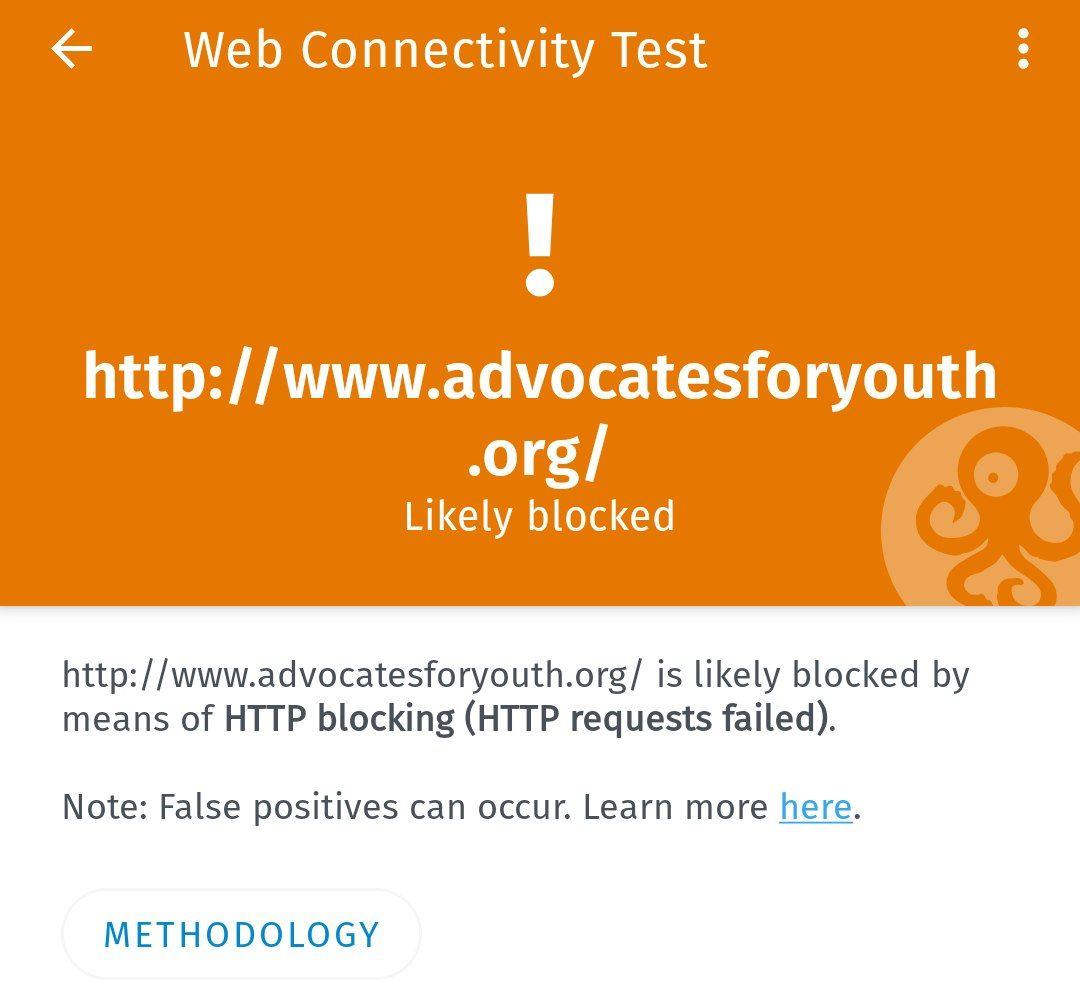 Web Connectivity Test
!
http://www.advocatesforyouth
.org/
Likely blocked
http://www.advocatesforyouth.org/ is likely blocked by
means of HTTP blocking (HTTP requests failed).
Note: False positives can occur. Learn more here.
METHODOLOGY